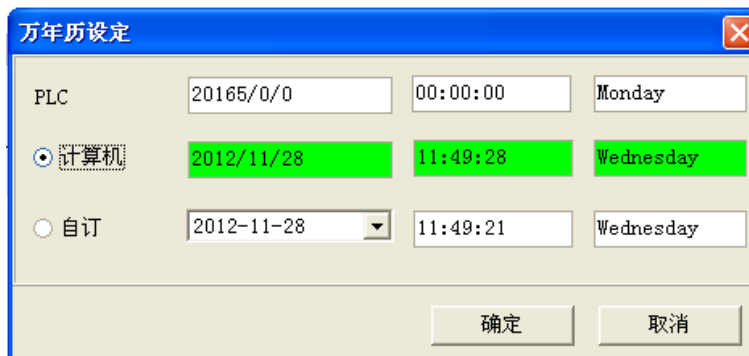 万年历设定
PLC 20165/0/0 00:00:00 Monday
计算机 2012/11/28 11:49:28 Wednesday
自订 2012-11-28 11:49:21 Wednesday
确定 取消